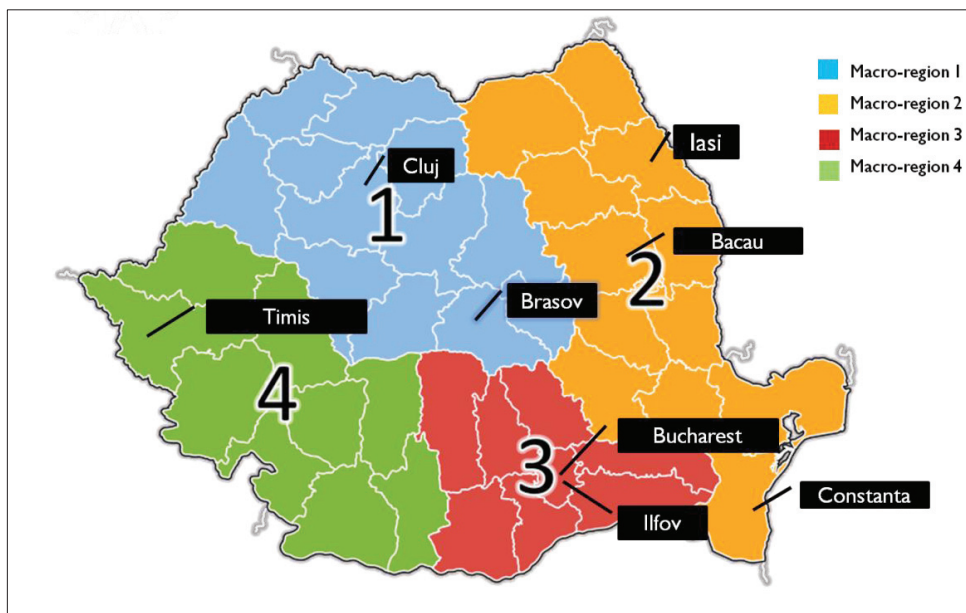 Macro-region 1
Macro-region 2
Macro-region 3
Macro-region 4
Iasi
Cluj
1
Bacau
2
Brasov
Timis
4
Bucharest
3
Constanta
Ilfov